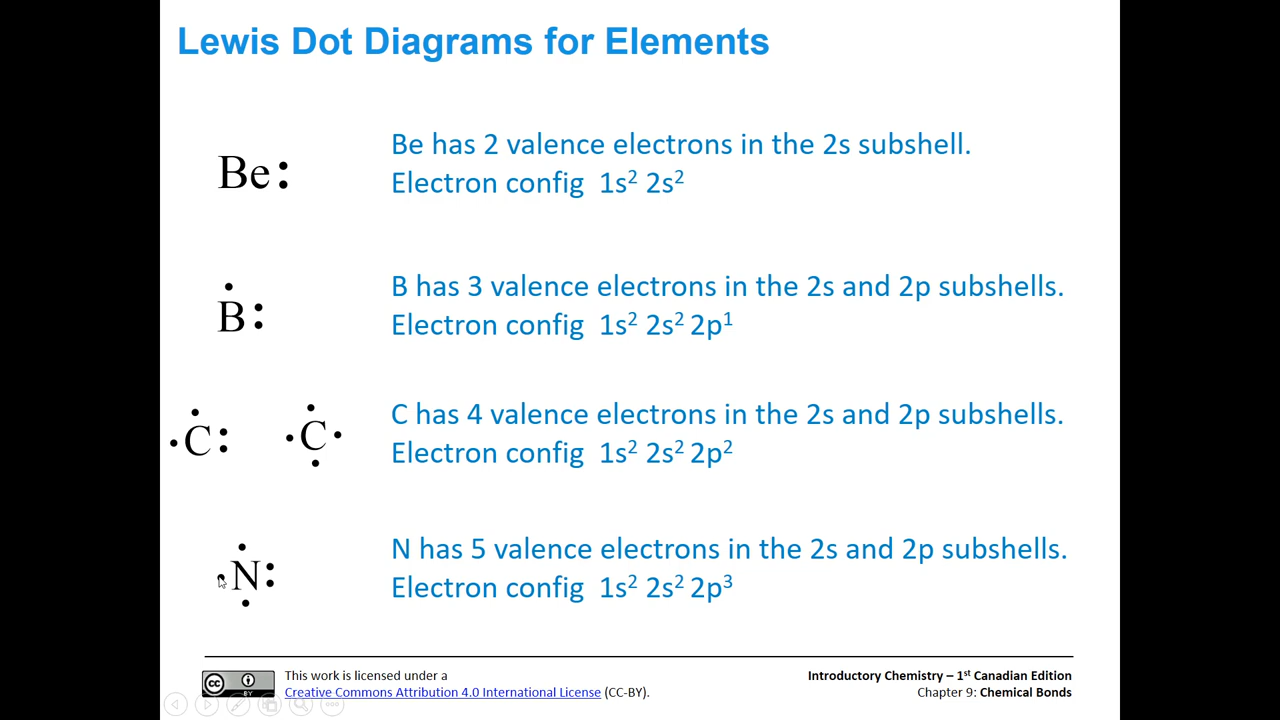 Lewis Dot Diagrams for Elements
Be:
Be has 2 valence electrons in the 2s subshell.
Electron config 1s² 2s²
B:
B has 3 valence electrons in the 2s and 2p subshells.
Electron config 1s² 2s² 2p¹
·C: ·C·
C has 4 valence electrons in the 2s and 2p subshells.
Electron config 1s² 2s² 2p²
·N:
N has 5 valence electrons in the 2s and 2p subshells.
Electron config 1s² 2s² 2p³
cc BY
This work is licensed under a
Creative Commons Attribution 4.0 International License (CC-BY).
Introductory Chemistry – 1st Canadian Edition
Chapter 9: Chemical Bonds